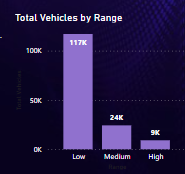 Total Vehicles by Range
117K
100K
50K
24K
9K
0K
Low Medium High